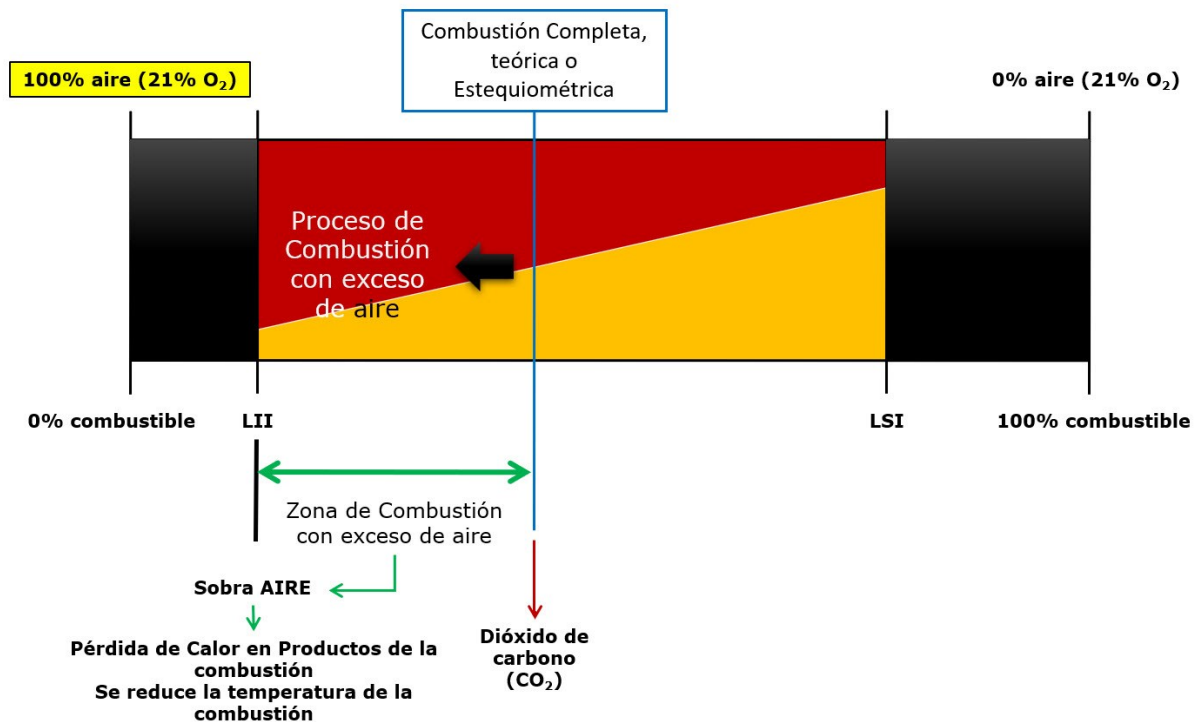 Combustión Completa,
teórica o
Estequiométrica
100% aire (21% O₂)
0% aire (21% O₂)
Proceso de
Combustión
con exceso
de aire
0% combustible
LII
LSI
100% combustible
Zona de Combustión
con exceso de aire
Sobra AIRE
Pérdida de Calor en Productos de la
combustión
Se reduce la temperatura de la
combustión
Dióxido de
carbono
(CO₂)